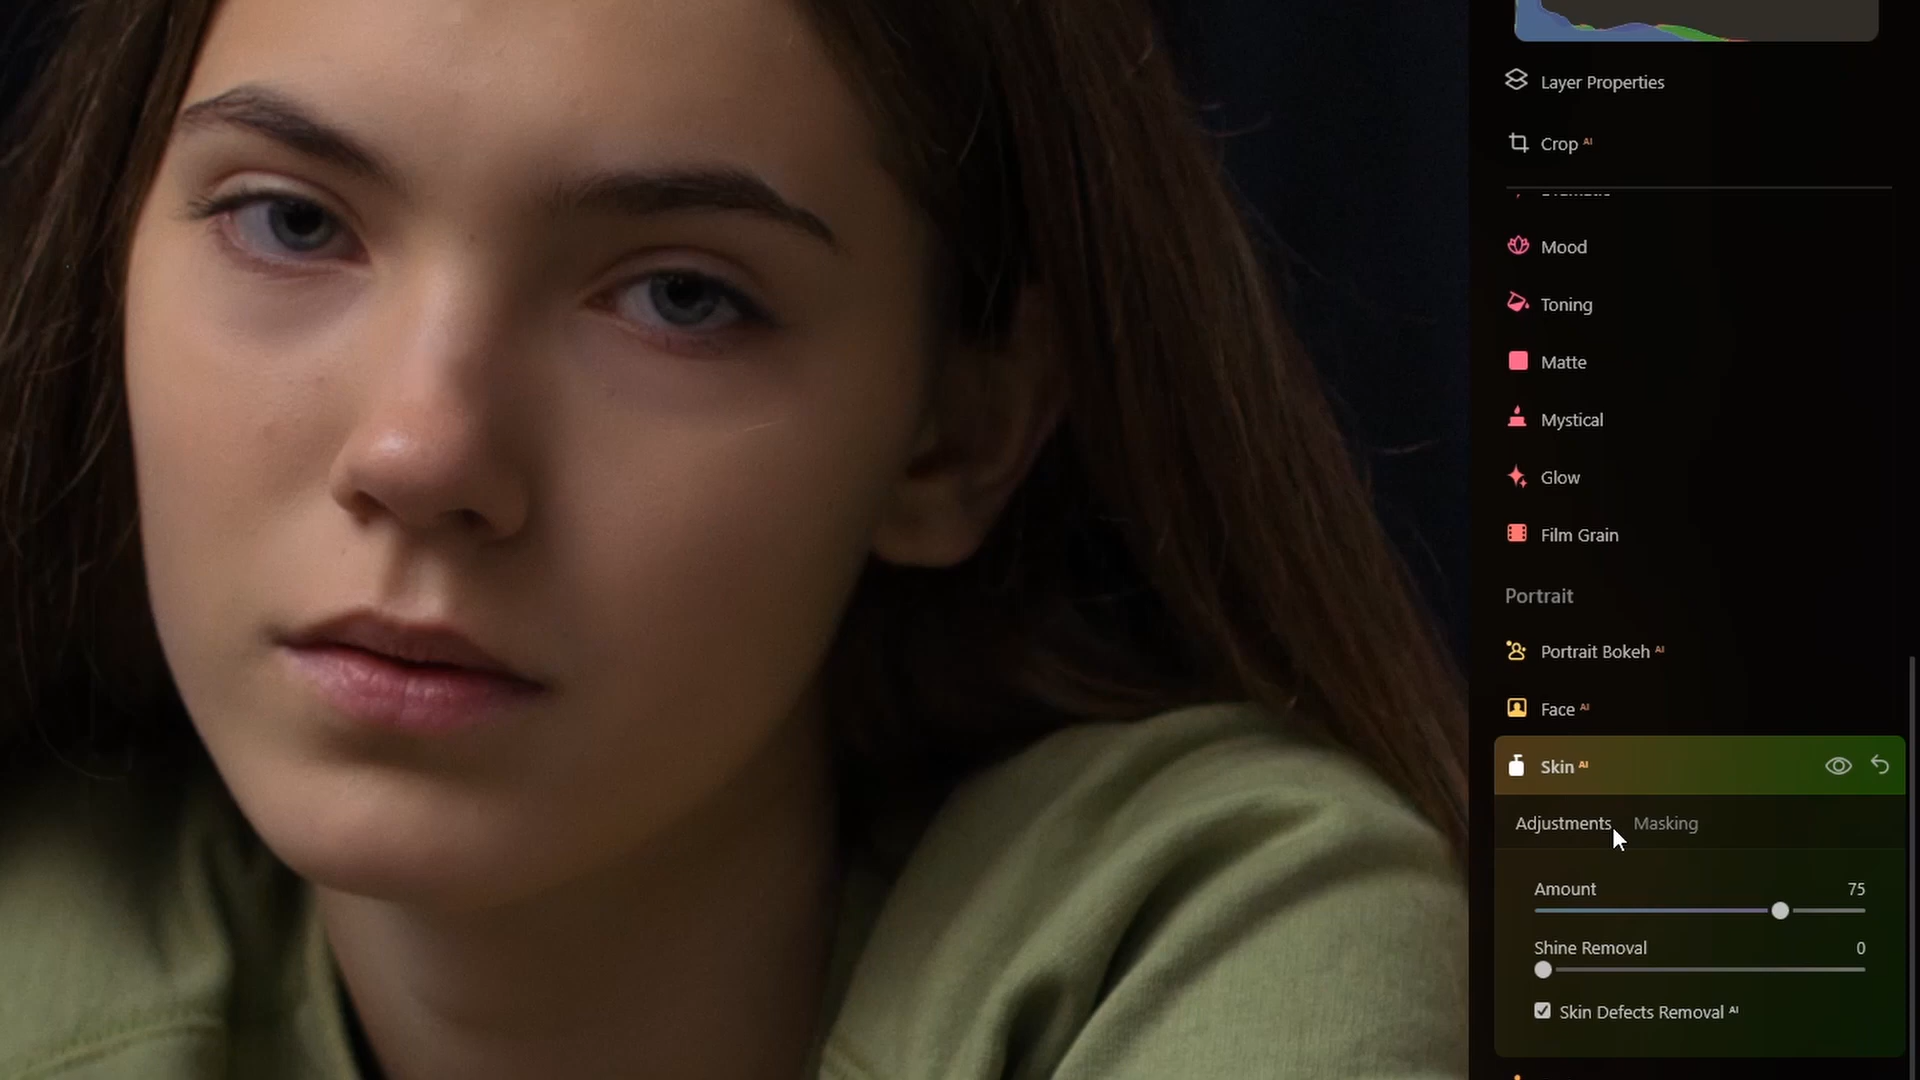 Layer Properties
Crop AI
Mood
Toning
Matte
Mystical
Glow
Film Grain
Portrait
Portrait Bokeh AI
Face AI
Skin AI
Adjustments Masking
Amount 75
Shine Removal 0
Skin Defects Removal AI